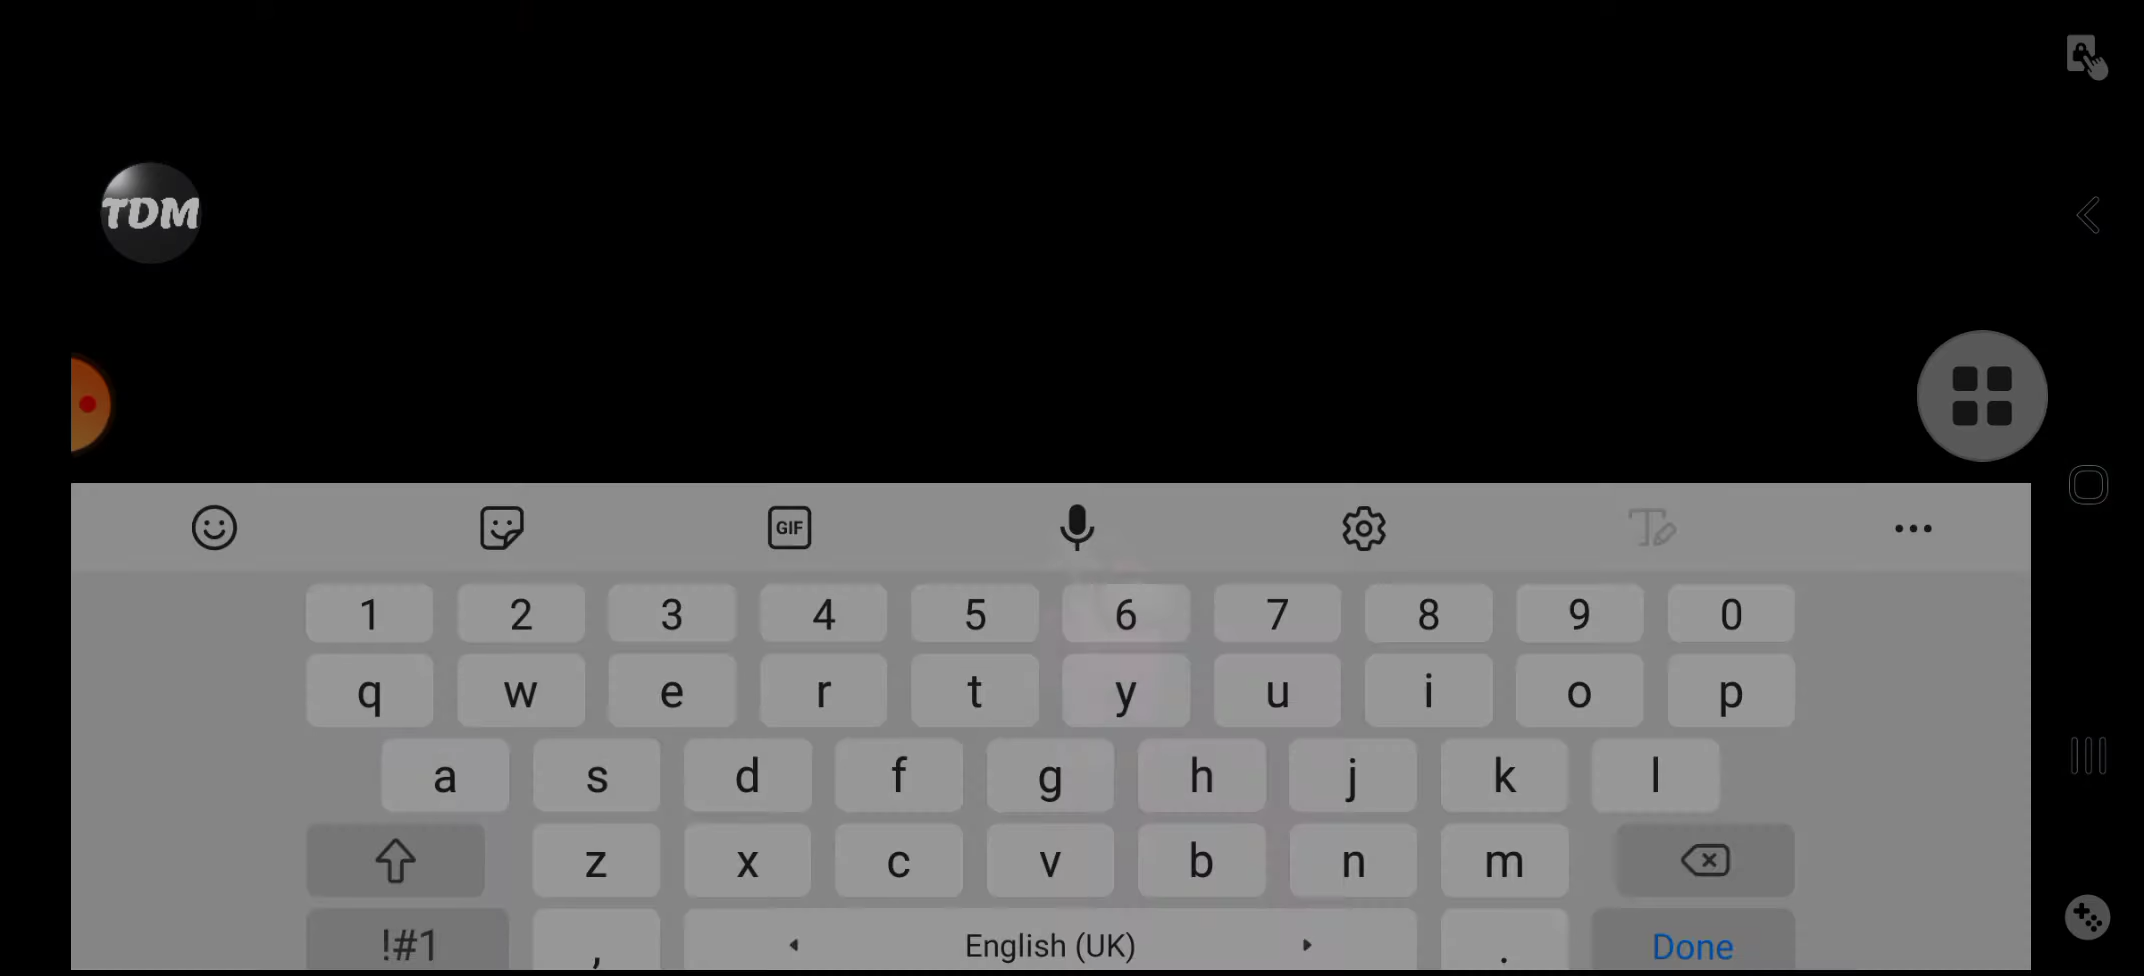 TDM
GIF
1 2 3 4 5 6 7 8 9 0
q w e r t y u i o p
a s d f g h j k l
z x c v b n m
!#1 , English (UK) . Done